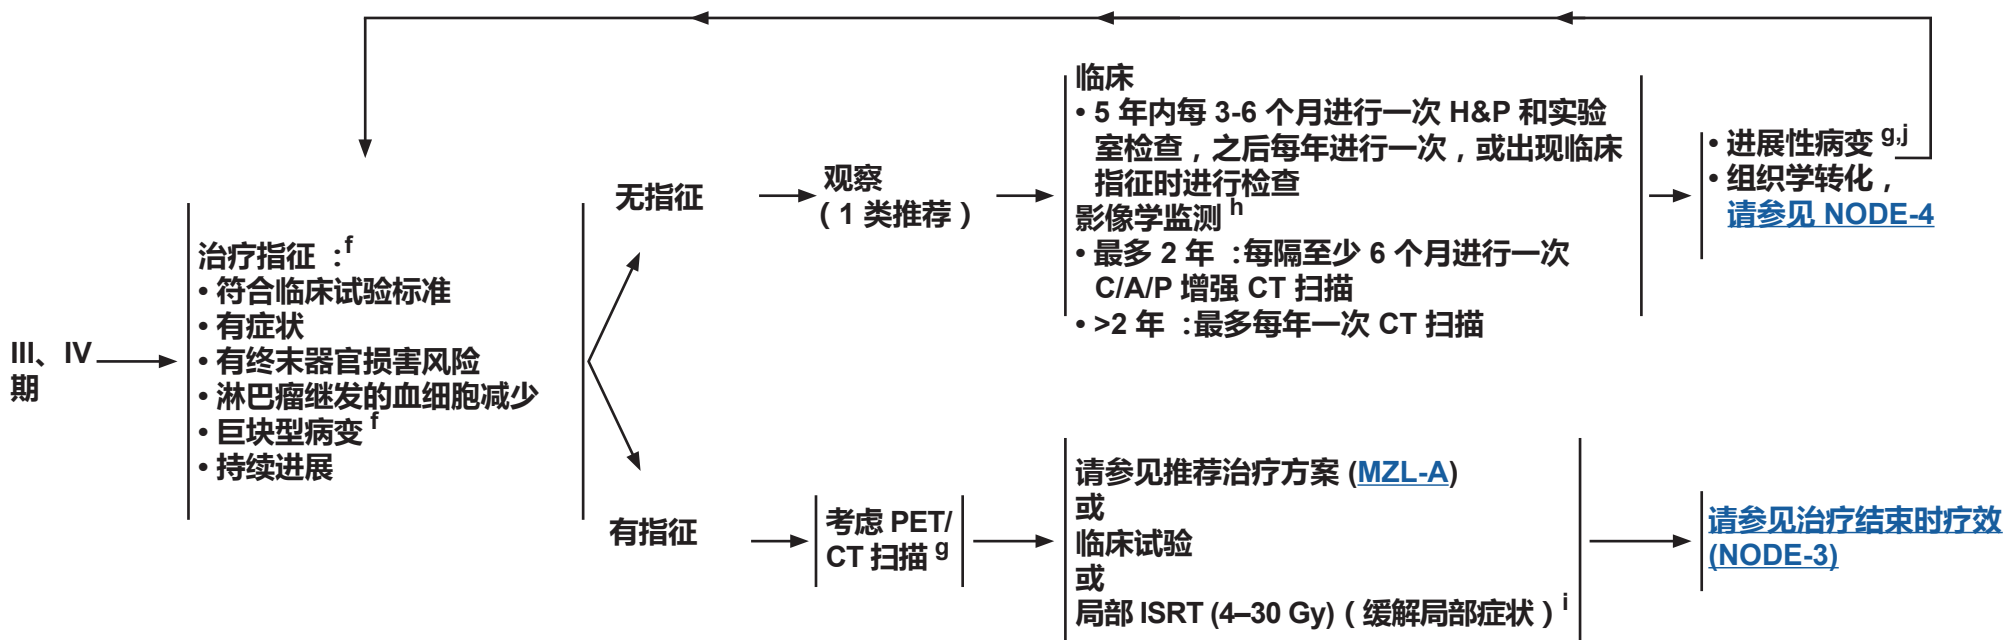 III、IV
期
治疗指征 ：f
• 符合临床试验标准
• 有症状
• 有终末器官损害风险
• 淋巴瘤继发的血细胞减少
• 巨块型病变 f
• 持续进展
无指征
观察
（1 类推荐）
临床
• 5 年内每 3-6 个月进行一次 H&P 和实验
室检查，之后每年进行一次，或出现临床
指征时进行检查
影像学监测 h
• 最多 2 年 ：每隔至少 6 个月进行一次
C/A/P 增强 CT 扫描
• >2 年 ：最多每年一次 CT 扫描
• 进展性病变 g,j
• 组织学转化，
请参见 NODE-4
有指征
考虑 PET/
CT 扫描 g
请参见推荐治疗方案 (MZL-A)
或
临床试验
或
局部 ISRT (4–30 Gy)（缓解局部症状）i
请参见治疗结束时疗效
(NODE-3)